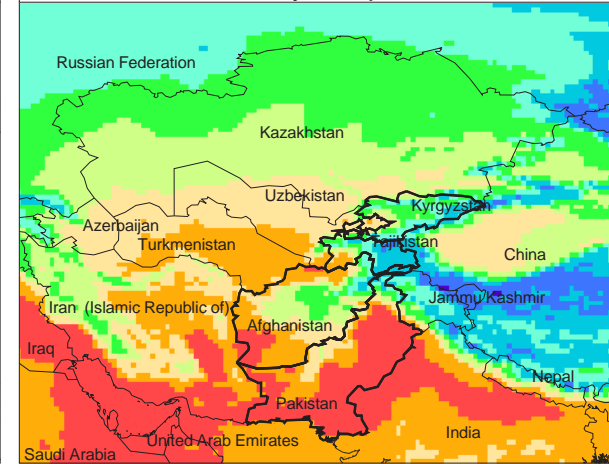 Russian Federation
Kazakhstan
Uzbekistan
Kyrgyzstan
Azerbaijan
Turkmenistan
Tajikistan
China
Jammu/Kashmir
Iran (Islamic Republic of)
Afghanistan
Iraq
Nepal
Pakistan
India
United Arab Emirates
Saudi Arabia